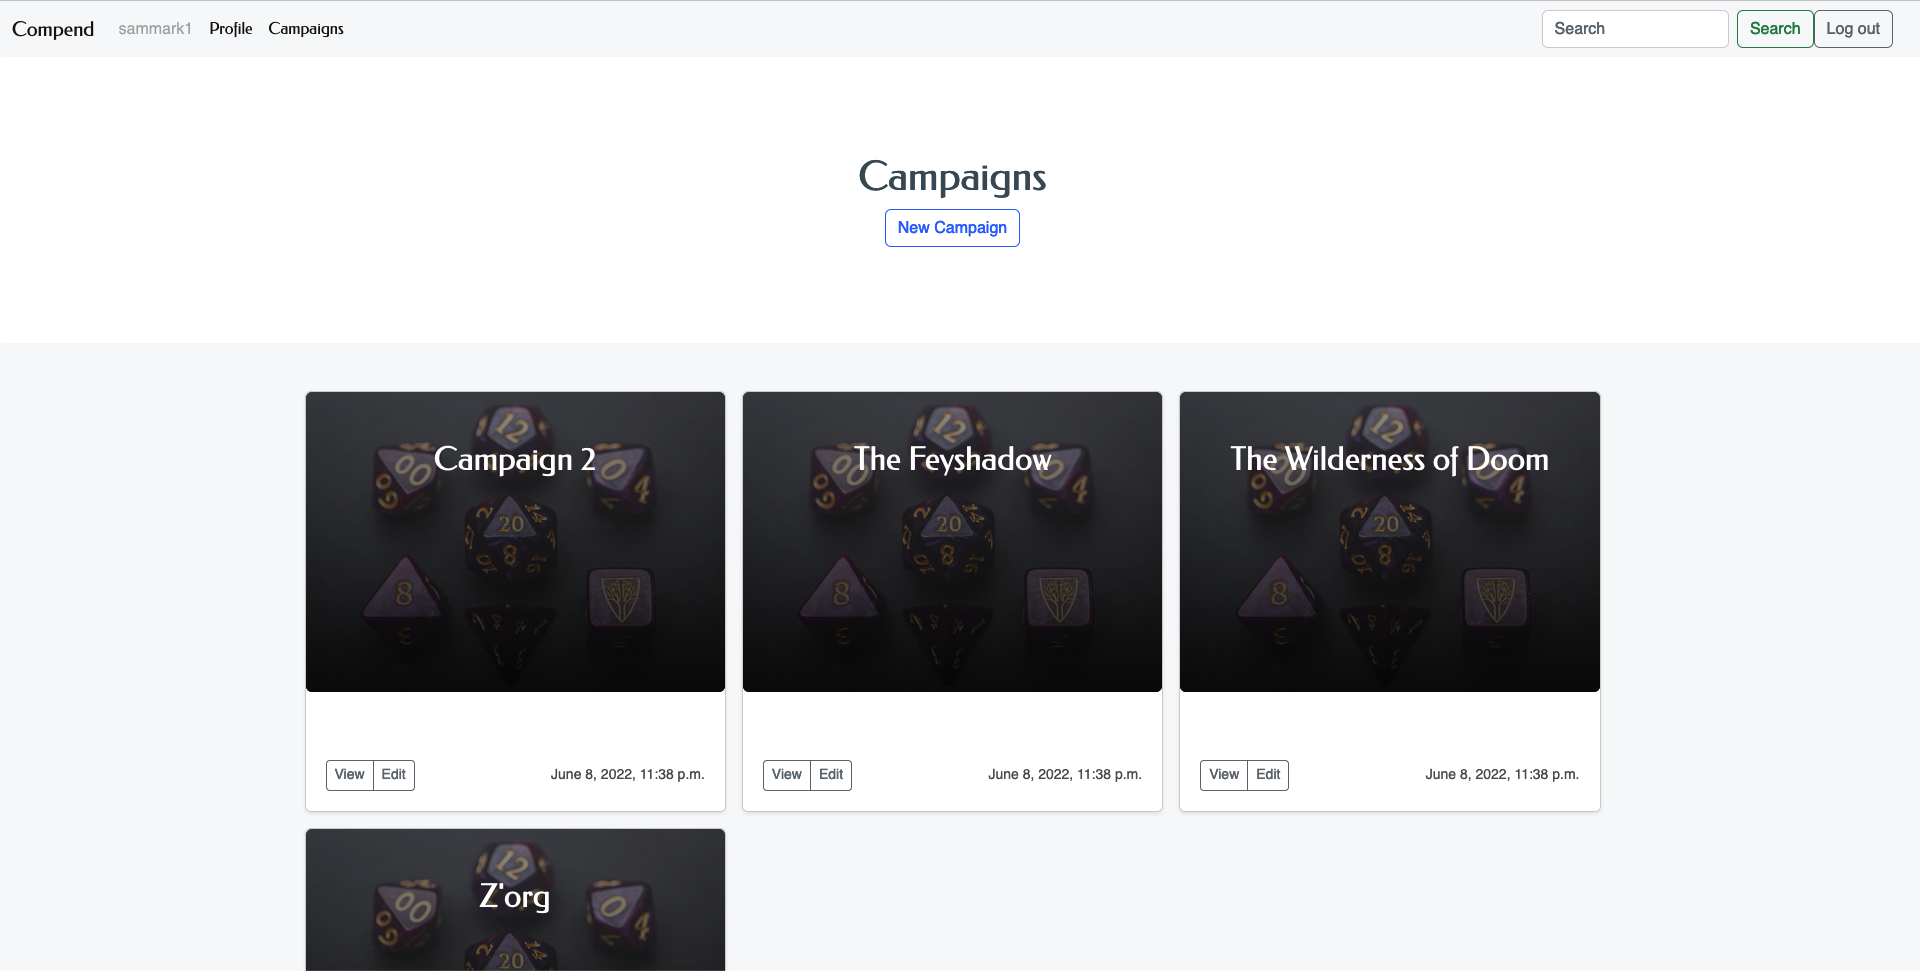 Compend sammark1 Profile Campaigns Search Search Log out
Campaigns
New Campaign
Campaign 2
The Feyshadow
The Wilderness of Doom
View Edit June 8, 2022, 11:38 p.m.
View Edit June 8, 2022, 11:38 p.m.
View Edit June 8, 2022, 11:38 p.m.
Z'org